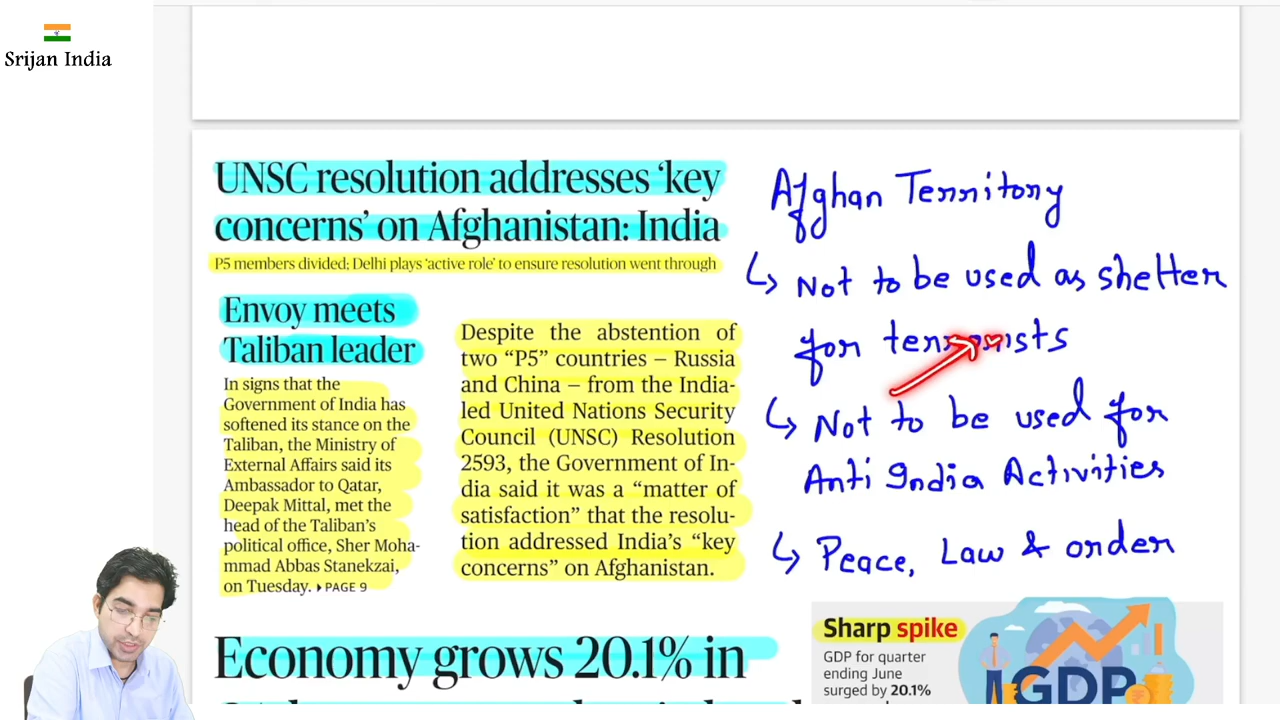 Srijan India
UNSC resolution addresses ‘key
concerns’ on Afghanistan: India
P5 members divided; Delhi plays ‘active role’ to ensure resolution went through
Envoy meets
Taliban leader
In signs that the
Government of India has
softened its stance on the
Taliban, the Ministry of
External Affairs said its
Ambassador to Qatar,
Deepak Mittal, met the
head of the Taliban’s
political office, Sher Moha-
mmad Abbas Stanekzai,
on Tuesday. PAGE 9
Despite the abstention of
two “P5” countries – Russia
and China – from the India-
led United Nations Security
Council (UNSC) Resolution
2593, the Government of In-
dia said it was a “matter of
satisfaction” that the resolu-
tion addressed India’s “key
concerns” on Afghanistan.
Afghan Territory
Not to be used as shelter
for terrorists
Not to be used for
Anti India Activities
Peace, Law & order
Economy grows 20.1% in
Sharp spike
GDP for quarter
ending June
surged by 20.1%
GDP